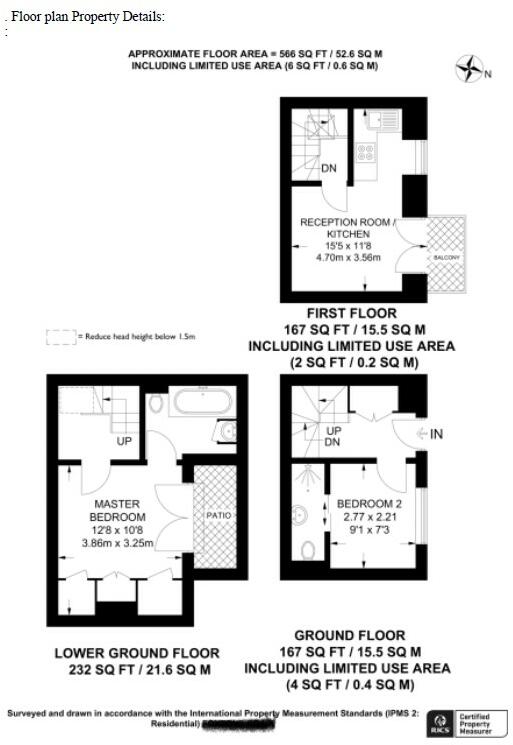 . Floor plan Property Details:
:
APPROXIMATE FLOOR AREA = 566 SQ FT / 52.6 SQ M
INCLUDING LIMITED USE AREA (6 SQ FT / 0.6 SQ M)
N
DN
RECEPTION ROOM /
KITCHEN
15'5 x 11'8
4.70m x 3.56m
BALCONY
FIRST FLOOR
167 SQ FT / 15.5 SQ M
INCLUDING LIMITED USE AREA
(2 SQ FT / 0.2 SQ M)
= Reduce head height below 1.5m
UP
MASTER
BEDROOM
12'8 x 10'8
3.86m x 3.25m
PATIO
UP
DN
IN
BEDROOM 2
2.77 x 2.21
9'1 x 7'3
LOWER GROUND FLOOR
232 SQ FT / 21.6 SQ M
GROUND FLOOR
167 SQ FT / 15.5 SQ M
INCLUDING LIMITED USE AREA
(4 SQ FT / 0.4 SQ M)
Surveyed and drawn in accordance with the International Property Measurement Standards (IPMS 2:
Residential)
RICS
Certified
Property
Measurer